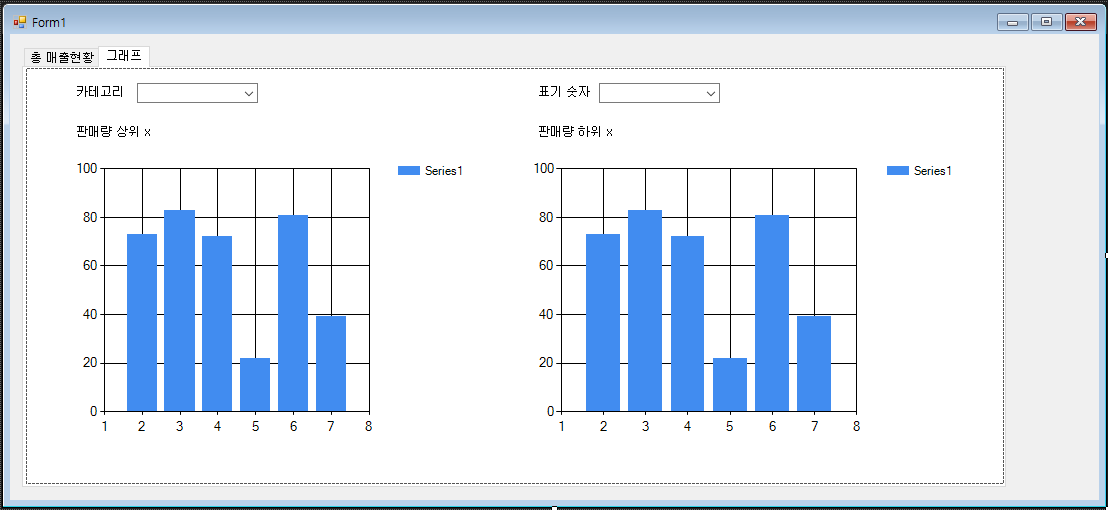 Form1
총 매출현황 그래프
카테고리 표기 숫자
판매량 상위 x 판매량 하위 x
100 Series1 100 Series1
80 80
60 60
40 40
20 20
0 0
1 2 3 4 5 6 7 8 1 2 3 4 5 6 7 8